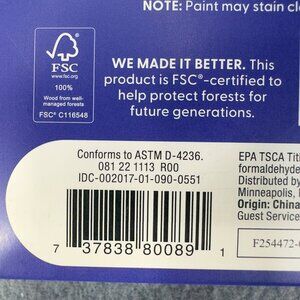 NOTE: Paint may stain cl
FSC
www.fsc.org
100%
Wood from well-
managed forests
FSC® C116548
WE MADE IT BETTER. This
product is FSC®-certified to
help protect forests for
future generations.
Conforms to ASTM D-4236.
081 22 1113 R00
IDC-002017-01-090-0551
7 37838 80089 1
EPA TSCA Titl
formaldehyde
Distributed by
Minneapolis,
Origin: China
Guest Service
F254472-